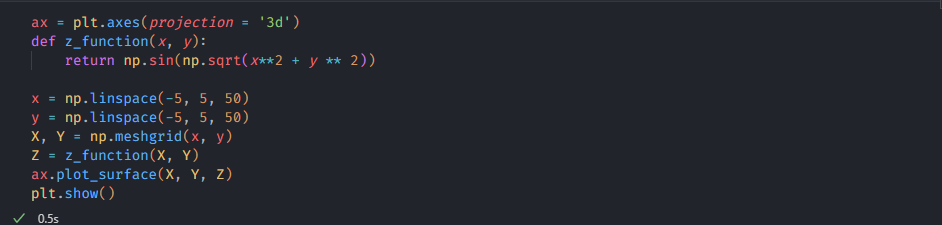 ax = plt.axes(projection = '3d')
def z_function(x, y):
    return np.sin(np.sqrt(x**2 + y ** 2))

x = np.linspace(-5, 5, 50)
y = np.linspace(-5, 5, 50)
X, Y = np.meshgrid(x, y)
Z = z_function(X, Y)
ax.plot_surface(X, Y, Z)
plt.show()
✓ 0.5s